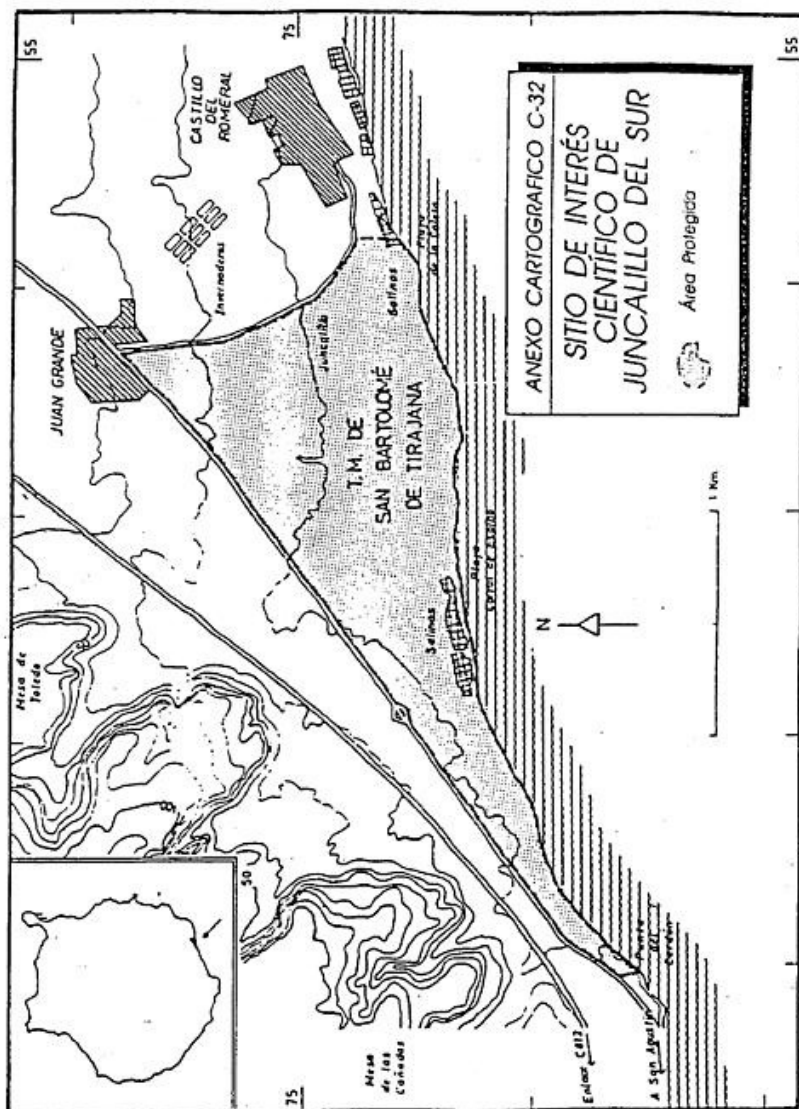 ANEXO CARTOGRAFICO C-32
SITIO DE INTERÉS
CIENTÍFICO DE
JUNCALILLO DEL SUR
Área Protegida
55
75
55
75
50
CASTILLO
DEL
ROMERAL
JUAN GRANDE
Invernaderos
Juncalillo
Salinas
Playa
de la Caleta
T.M. DE
SAN BARTOLOMÉ
DE TIRAJANA
Salinas
Playa
Mesa de
Toledo
Mesa
de las
Cañadas
Punta
del
Enlace C812
A San Agustín
N
1 Km.